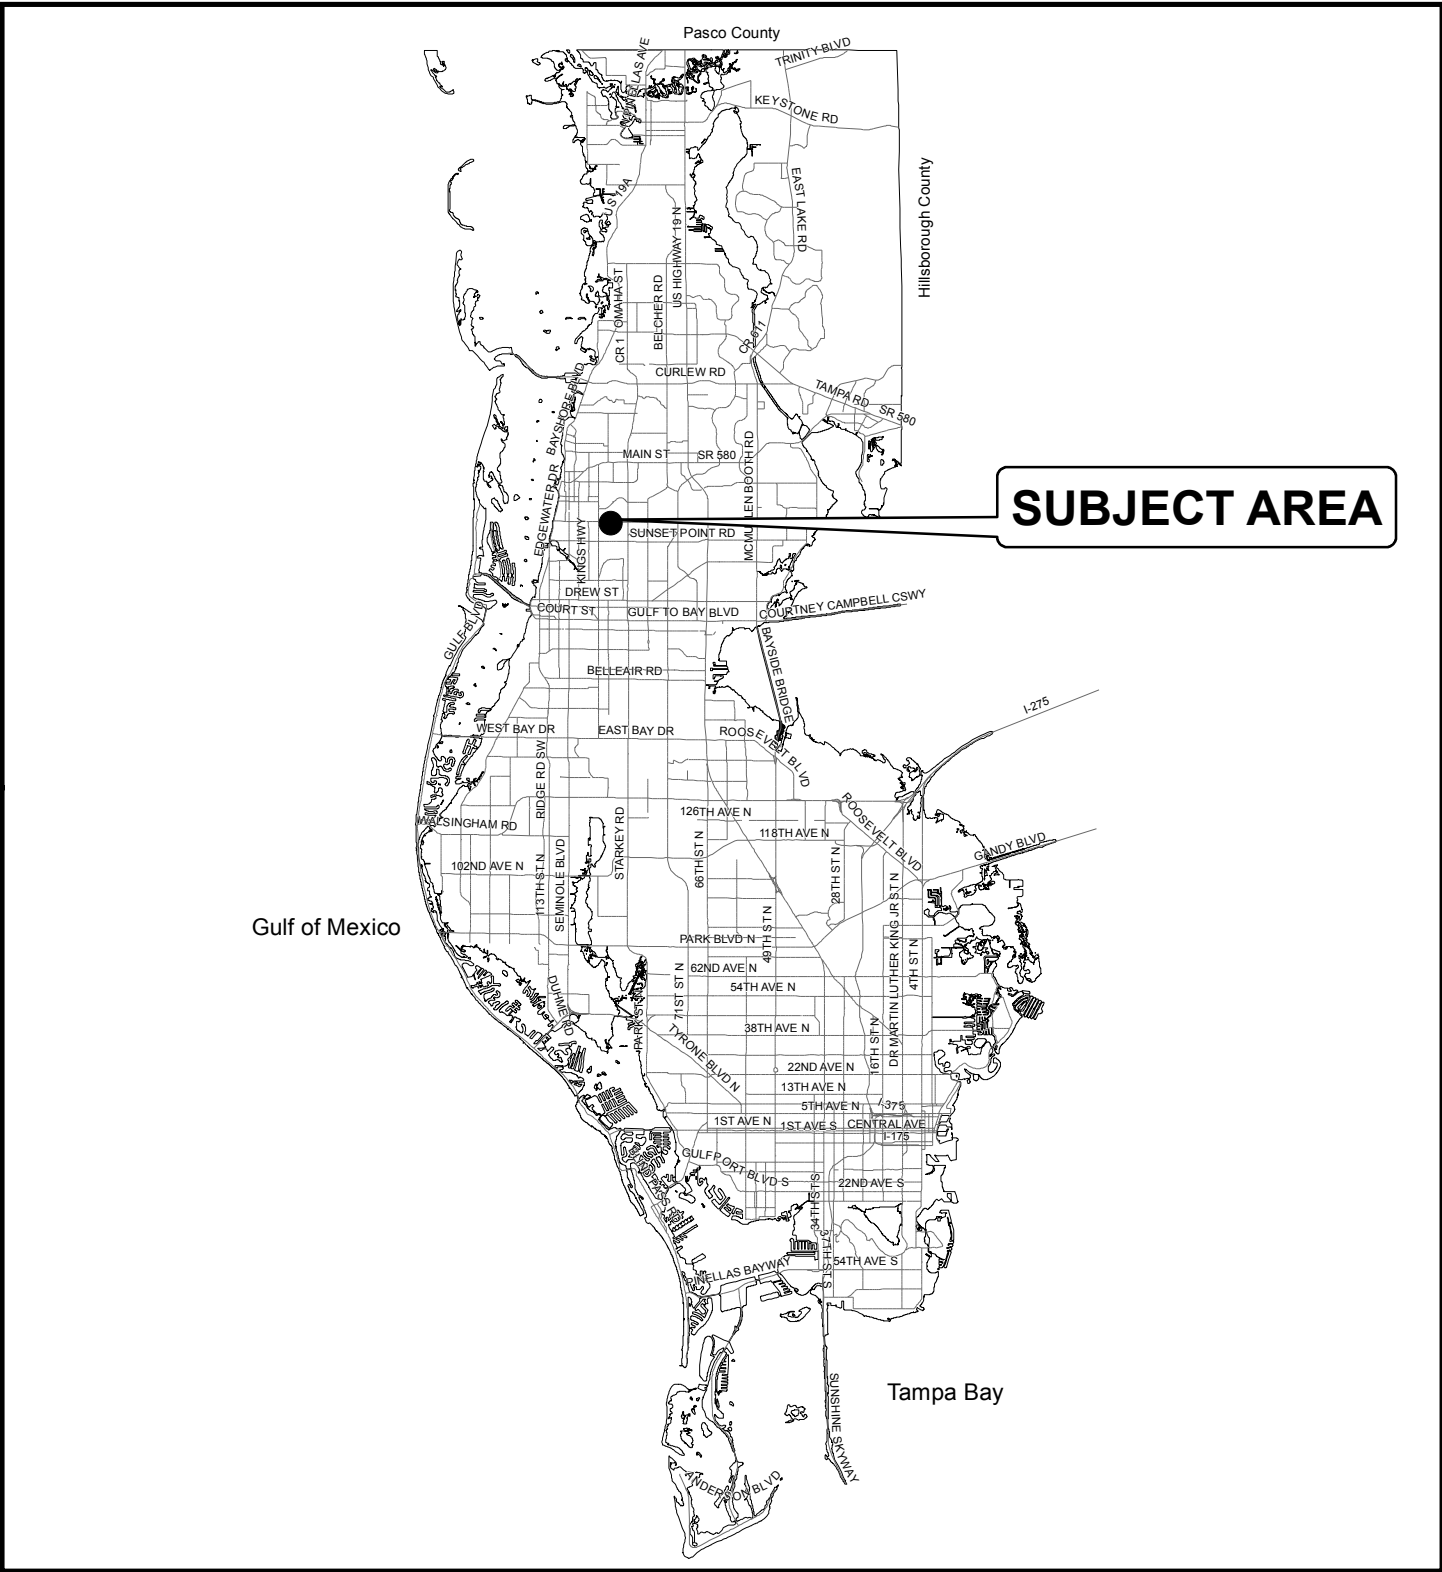 Pasco County
PINELLAS AVE
TRINITY BLVD
KEYSTONE RD
Hillsborough County
EAST LAKE RD
US 19A
US HIGHWAY 19 N
OMAHA ST
BELCHER RD
CR 1
CR 611
CURLEW RD
TAMPA RD
SR 580
BAYSHORE BLVD
MAIN ST
SR 580
MCMULLEN BOOTH RD
EDGEWATER DR
SUBJECT AREA
KINGS HWY
SUNSET POINT RD
DREW ST
COURT ST
GULF TO BAY BLVD
COURTNEY CAMPBELL CSWY
GULF BLVD
BAYSIDE BRIDGE
BELLEAIR RD
I-275
WEST BAY DR
EAST BAY DR
ROOSEVELT BLVD
RIDGE RD SW
ROOSEVELT BLVD
126TH AVE N
WALSINGHAM RD
STARKEY RD
118TH AVE N
GANDY BLVD
66TH ST N
102ND AVE N
28TH ST N
113TH ST N
SEMINOLE BLVD
DR MARTIN LUTHER KING JR ST N
Gulf of Mexico
49TH ST N
PARK BLVD N
4TH ST N
62ND AVE N
71ST ST N
54TH AVE N
DUHME RD
PARK ST N
38TH AVE N
16TH ST N
TYRONE BLVD N
22ND AVE N
13TH AVE N
5TH AVE N
I-375
1ST AVE N
1ST AVE S
CENTRAL AVE
I-175
GULFPORT BLVD S
22ND AVE S
34TH ST S
37TH ST S
54TH AVE S
PINELLAS BAYWAY
SUNSHINE SKYWAY
Tampa Bay
ANDERSON BLVD